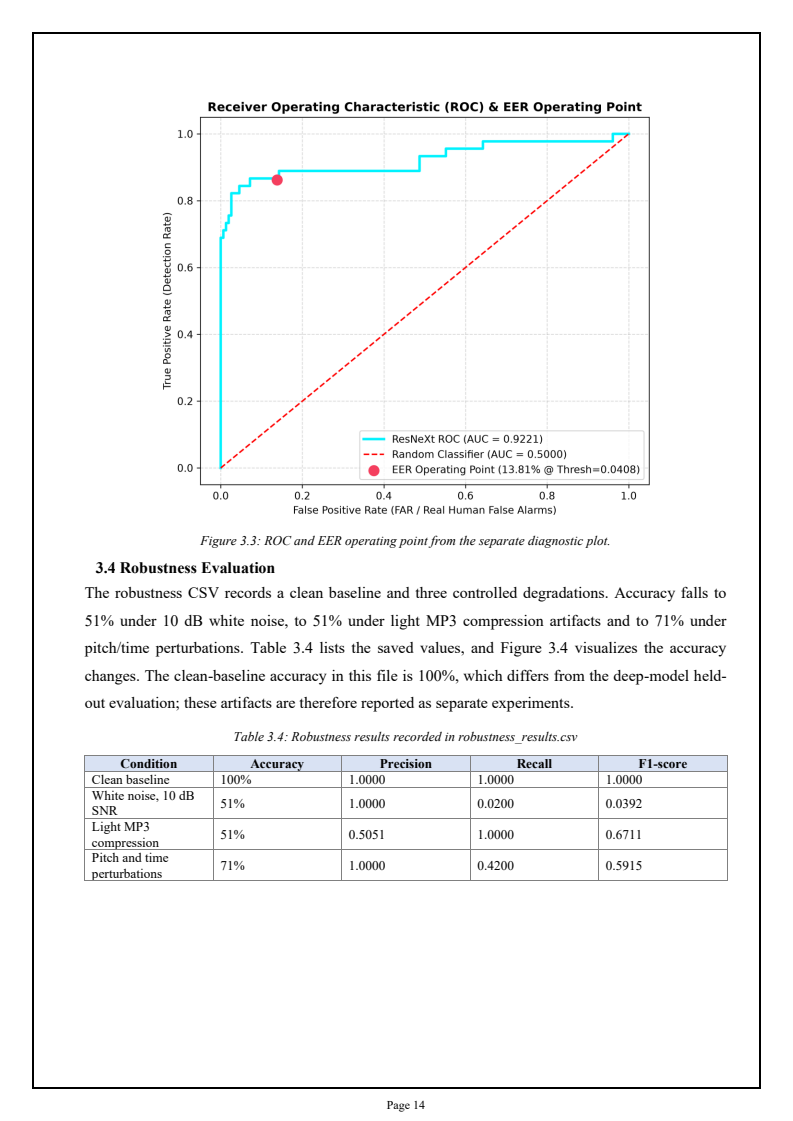 Receiver Operating Characteristic (ROC) & EER Operating Point
1.0
0.8
0.6
0.4
0.2
0.0
True Positive Rate (Detection Rate)
ResNeXt ROC (AUC = 0.9221)
Random Classifier (AUC = 0.5000)
EER Operating Point (13.81% @ Thresh=0.0408)
0.0 0.2 0.4 0.6 0.8 1.0
False Positive Rate (FAR / Real Human False Alarms)
Figure 3.3: ROC and EER operating point from the separate diagnostic plot.
3.4 Robustness Evaluation
The robustness CSV records a clean baseline and three controlled degradations. Accuracy falls to
51% under 10 dB white noise, to 51% under light MP3 compression artifacts and to 71% under
pitch/time perturbations. Table 3.4 lists the saved values, and Figure 3.4 visualizes the accuracy
changes. The clean-baseline accuracy in this file is 100%, which differs from the deep-model held-
out evaluation; these artifacts are therefore reported as separate experiments.
Table 3.4: Robustness results recorded in robustness_results.csv
Condition Accuracy Precision Recall F1-score
Clean baseline 100% 1.0000 1.0000 1.0000
White noise, 10 dB
SNR 51% 1.0000 0.0200 0.0392
Light MP3
compression 51% 0.5051 1.0000 0.6711
Pitch and time
perturbations 71% 1.0000 0.4200 0.5915
Page 14